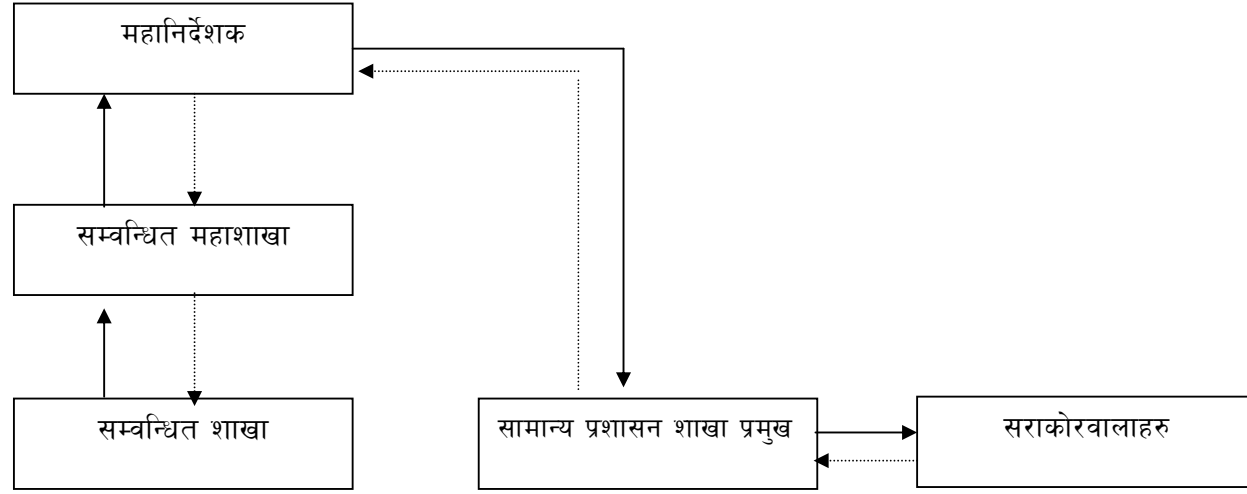 महानिर्देशक
सम्वन्धित महाशाखा
सम्वन्धित शाखा
सामान्य प्रशासन शाखा प्रमुख
सराकोरवालाहरु